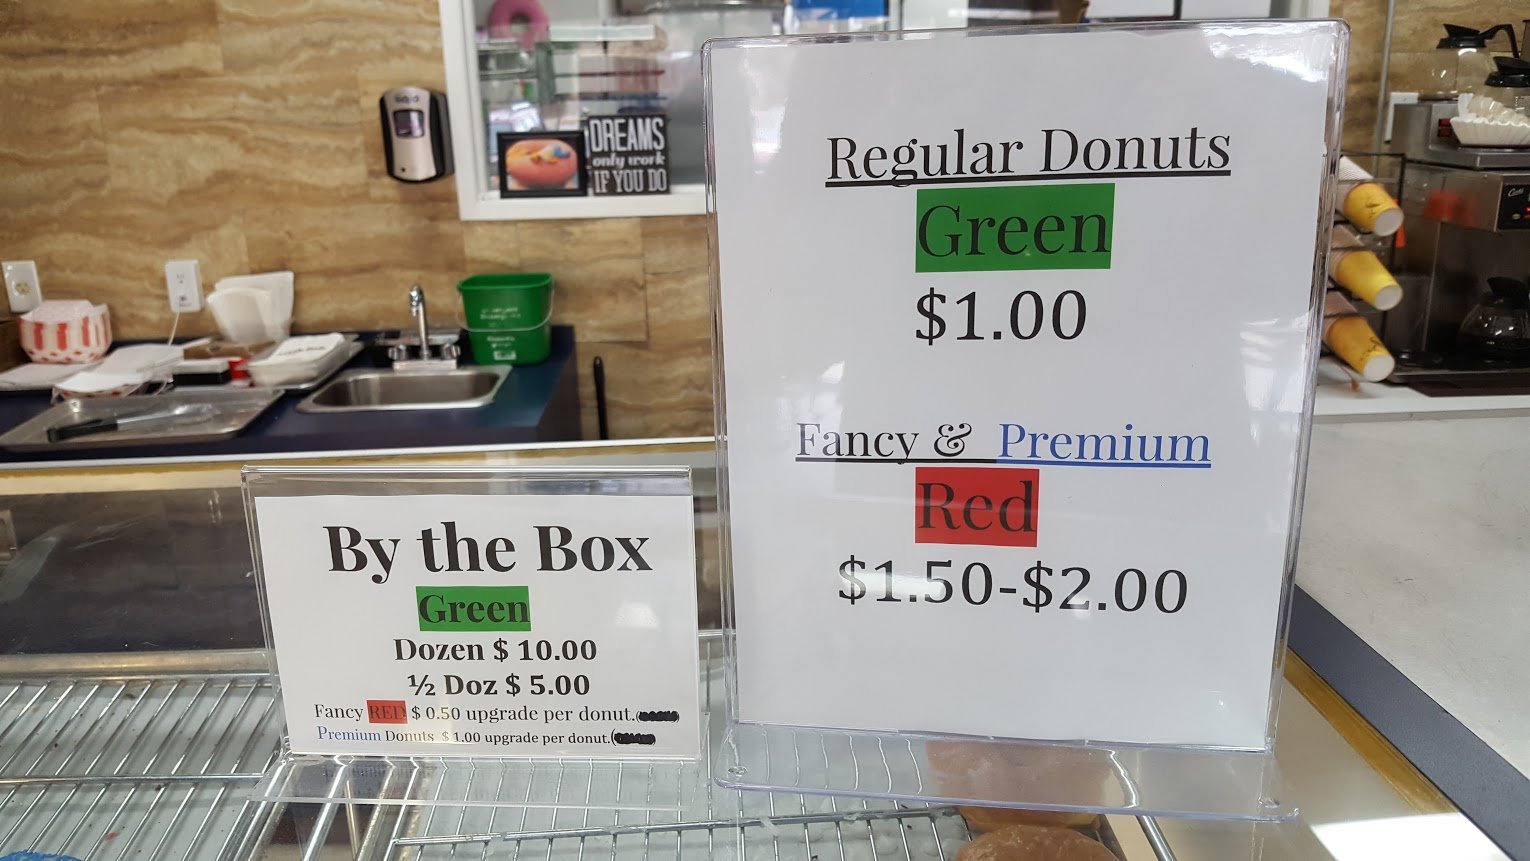 DREAMS
only work
IF YOU DO
Regular Donuts
Green
$1.00
Fancy & Premium
Red
$1.50-$2.00
By the Box
Green
Dozen $ 10.00
½ Doz $ 5.00
Fancy RED $ 0.50 upgrade per donut.
Premium Donuts $ 1.00 upgrade per donut.